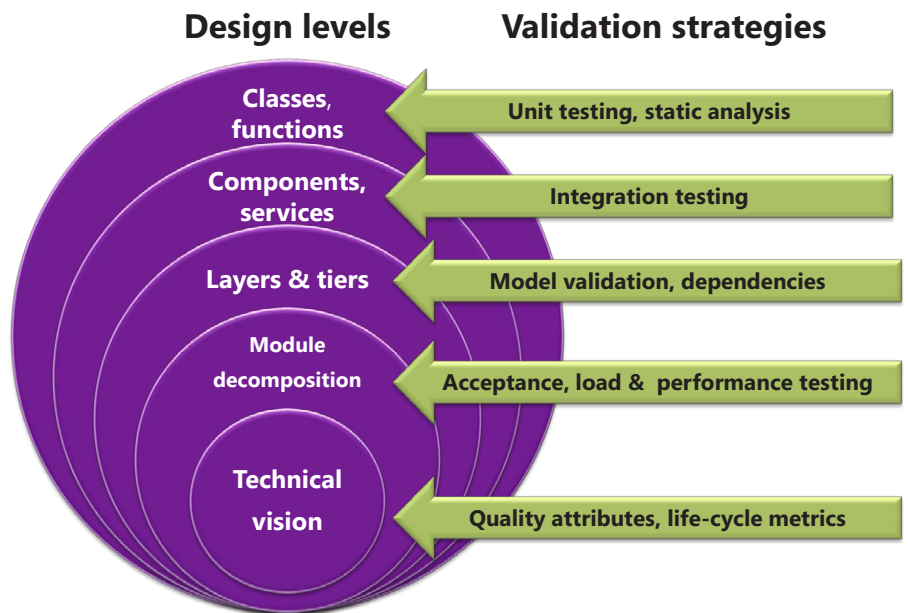 Design levels
Validation strategies
Classes,
functions
Unit testing, static analysis
Components,
services
Integration testing
Layers & tiers
Model validation, dependencies
Module
decomposition
Acceptance, load & performance testing
Technical
vision
Quality attributes, life-cycle metrics